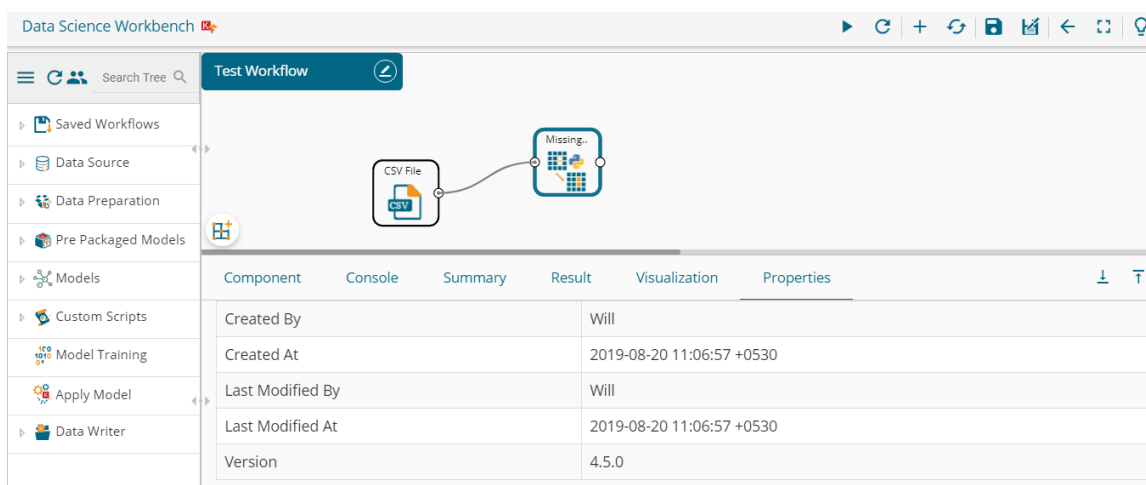 Data Science Workbench
Search Tree
Saved Workflows
Data Source
Data Preparation
Pre Packaged Models
Models
Custom Scripts
Model Training
Apply Model
Data Writer
Test Workflow
CSV File
CSV
Missing..
Component Console Summary Result Visualization Properties
Created By Will
Created At 2019-08-20 11:06:57 +0530
Last Modified By Will
Last Modified At 2019-08-20 11:06:57 +0530
Version 4.5.0